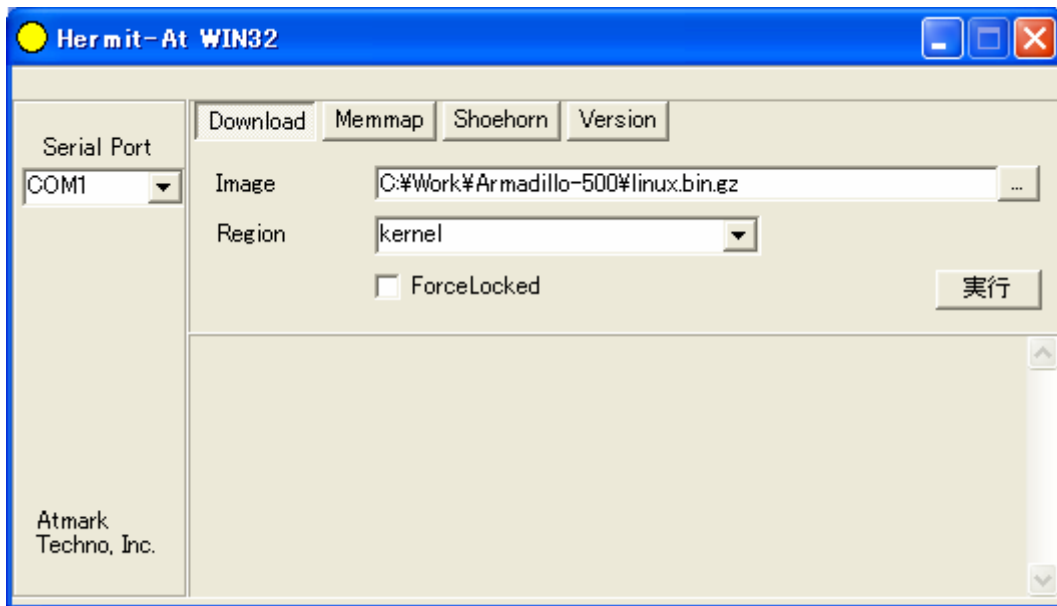 Hermit-At WIN32
Serial Port
COM1
Download Memmap Shoehorn Version
Image C:¥Work¥Armadillo-500¥linux.bin.gz ...
Region kernel
ForceLocked 実行
Atmark
Techno, Inc.